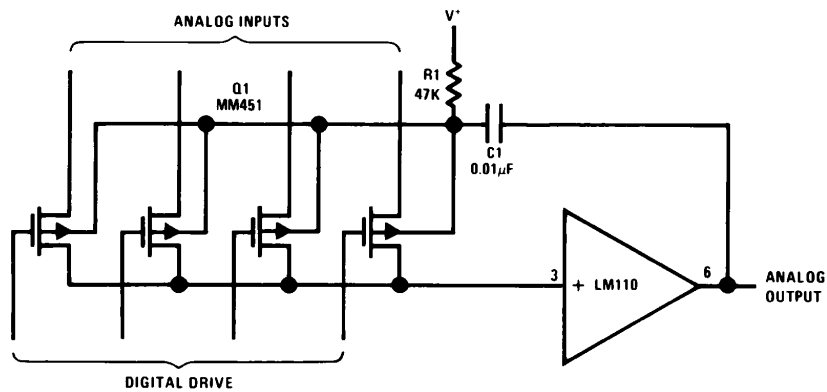 ANALOG INPUTS
V+
R1
47K
Q1
MM451
C1
0.01µF
3
+ LM110
6
ANALOG
OUTPUT
DIGITAL DRIVE